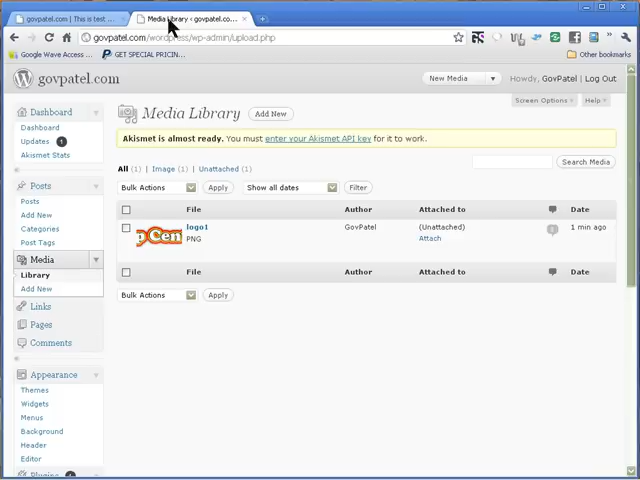 govpatel.com | This is test ...
Media Library ‹ govpatel.co...
govpatel.com/wordpress/wp-admin/upload.php
Google Wave Access ...
GET SPECIAL PRICIN...
Other bookmarks
govpatel.com
New Media
Howdy, GovPatel | Log Out
Screen Options
Help
Dashboard
Dashboard
Updates 1
Akismet Stats
Posts
Posts
Add New
Categories
Post Tags
Media
Library
Add New
Links
Pages
Comments
Appearance
Themes
Widgets
Menus
Background
Header
Editor
Plugins
Media Library
Add New
Akismet is almost ready. You must enter your Akismet API key for it to work.
All (1) | Image (1) | Unattached (1)
Search Media
Bulk Actions
Apply
Show all dates
Filter
File
Author
Attached to
Date
p Cen
logo1
PNG
GovPatel
(Unattached)
Attach
0
1 min ago
File
Author
Attached to
Date
Bulk Actions
Apply